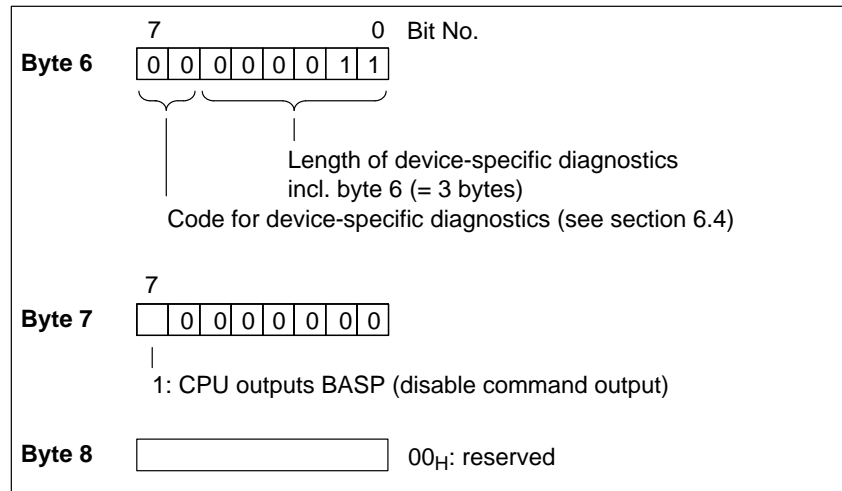 7 0 Bit No.
Byte 6 0 0 0 0 0 0 1 1
Length of device-specific diagnostics
incl. byte 6 (= 3 bytes)
Code for device-specific diagnostics (see section 6.4)
7
Byte 7 0 0 0 0 0 0 0
1: CPU outputs BASP (disable command output)
Byte 8 00H: reserved